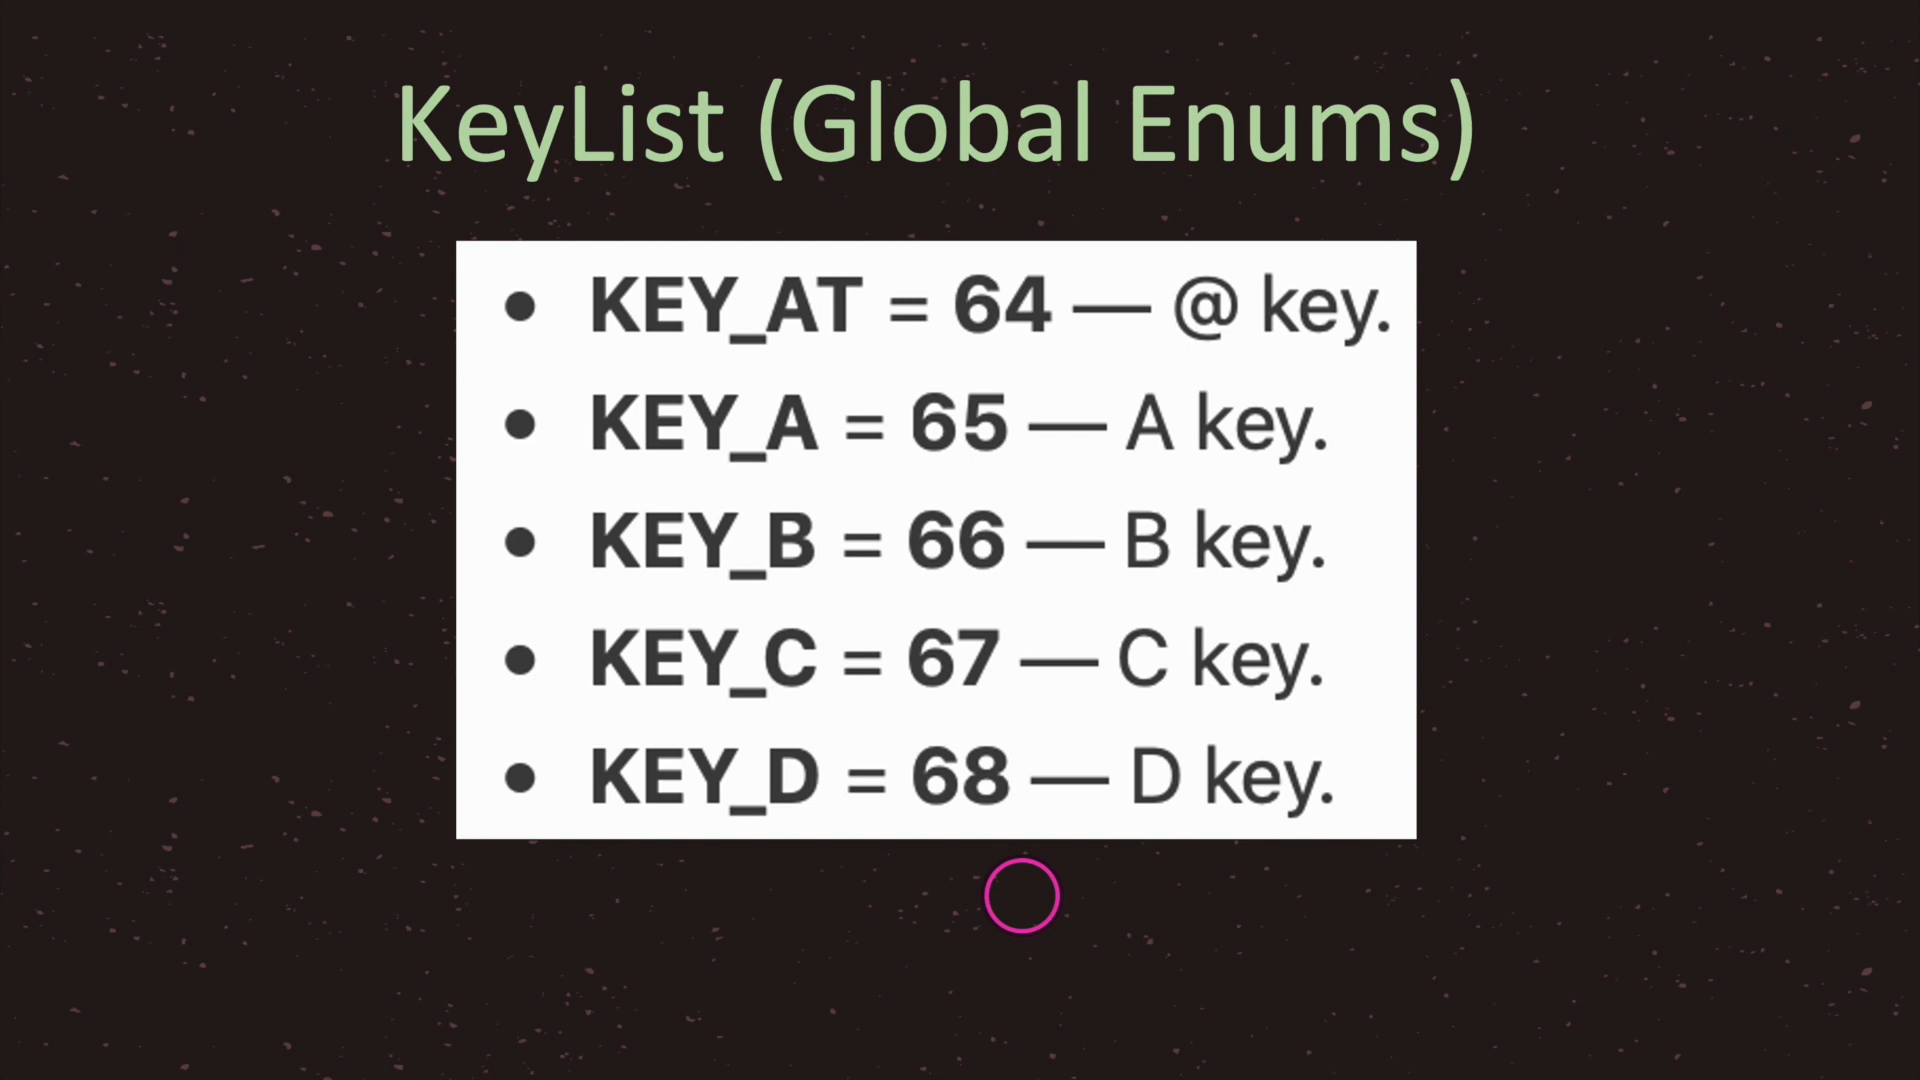 KeyList (Global Enums)
• KEY_AT = 64 — @ key.
• KEY_A = 65 — A key.
• KEY_B = 66 — B key.
• KEY_C = 67 — C key.
• KEY_D = 68 — D key.